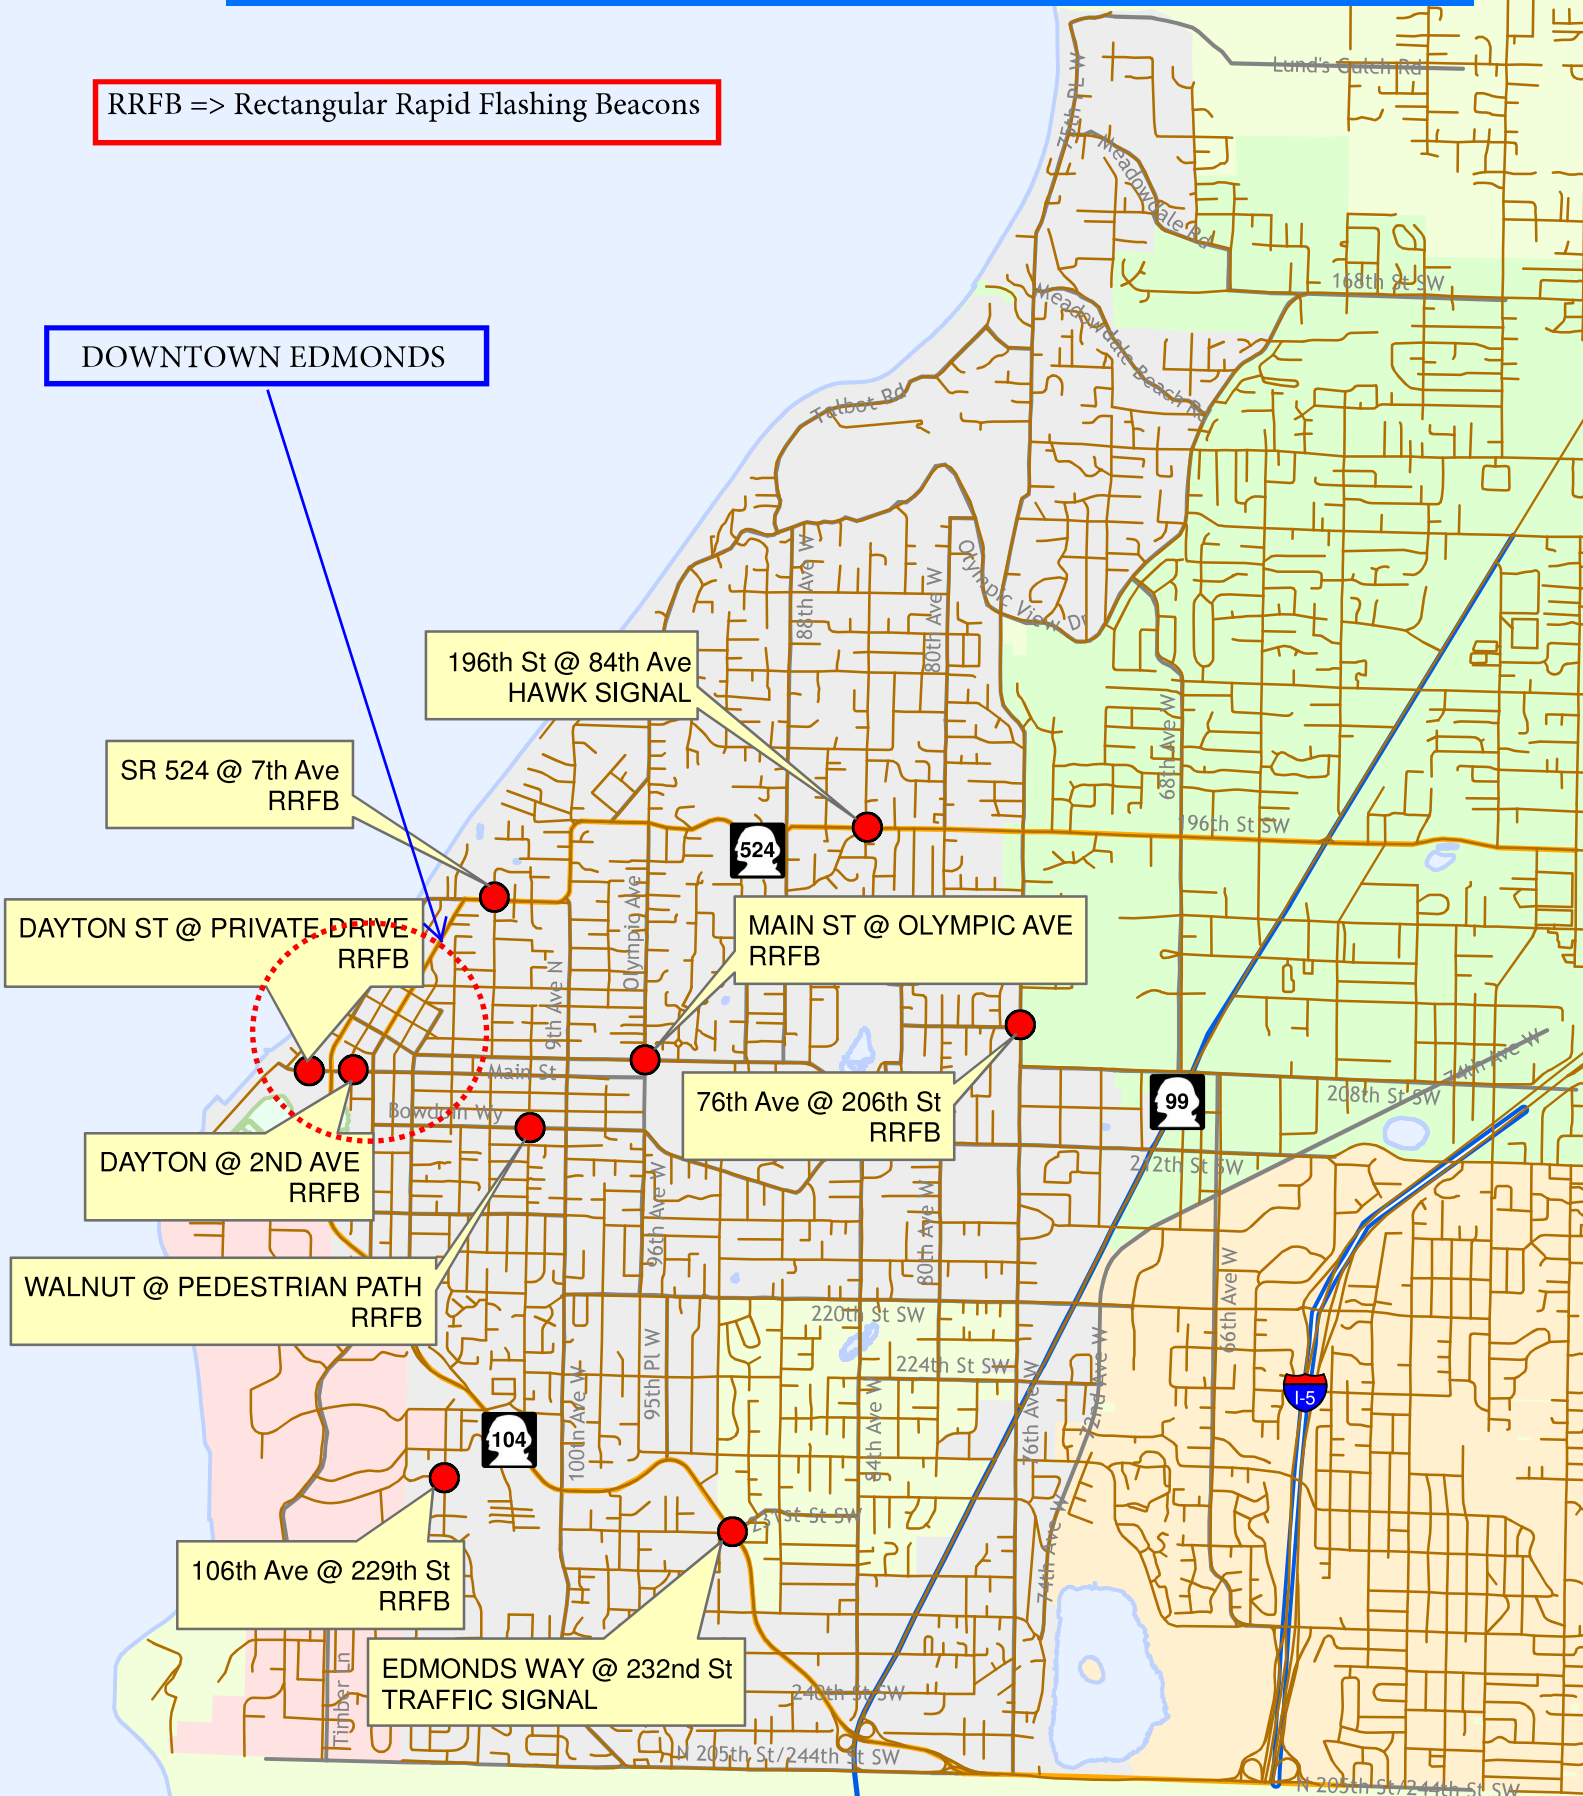 Lund's Gulch Rd
75th PL W
RRFB => Rectangular Rapid Flashing Beacons
Meadowdale Rd
168th St SW
Meadowdale Beach Rd
DOWNTOWN EDMONDS
Talbot Rd
88th Ave W
80th Ave W
Olympic View Dr
196th St @ 84th Ave
HAWK SIGNAL
68th Ave W
SR 524 @ 7th Ave
RRFB
196th St SW
524
Olympic Ave
DAYTON ST @ PRIVATE DRIVE
RRFB
MAIN ST @ OLYMPIC AVE
RRFB
9th Ave N
Main St
74th Ave W
76th Ave @ 206th St
RRFB
99
208th St SW
Bowdoin Wy
DAYTON @ 2ND AVE
RRFB
212th St SW
96th Ave W
80th Ave W
WALNUT @ PEDESTRIAN PATH
RRFB
220th St SW
66th Ave W
224th St SW
95th Pl W
100th Ave W
84th Ave W
76th Ave W
72nd Ave W
I-5
104
231st St SW
74th Ave W
106th Ave @ 229th St
RRFB
EDMONDS WAY @ 232nd St
TRAFFIC SIGNAL
Timber Ln
240th St SW
N 205th St/244th St SW
N 205th St/244th St SW